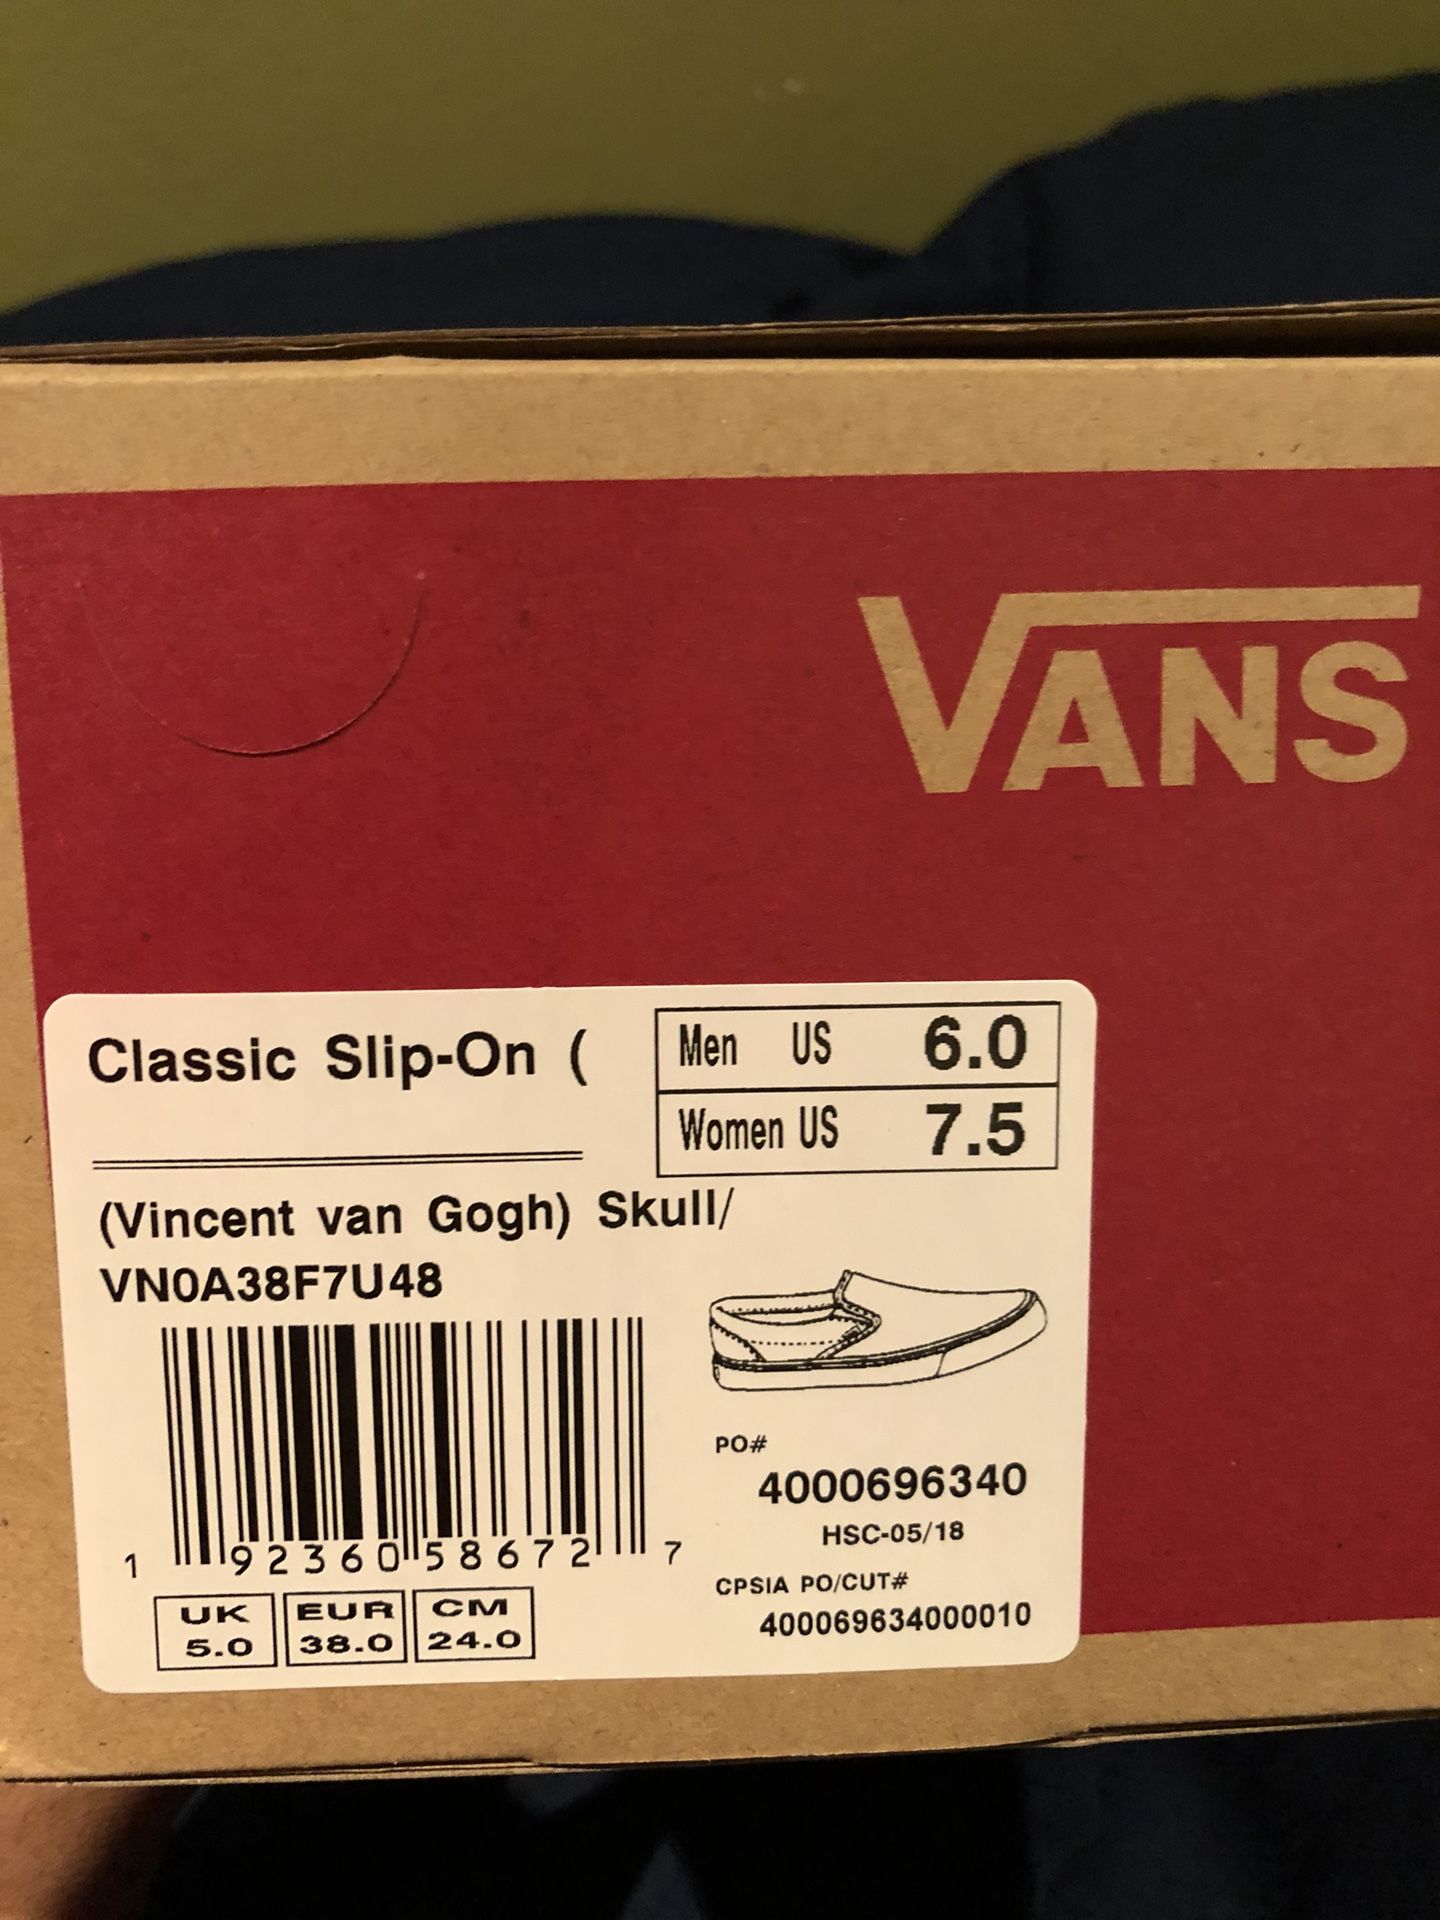 VANS
Classic Slip-On (
Men US 6.0
Women US 7.5
(Vincent van Gogh) Skull/
VN0A38F7U48
1 92360 58672 7
PO#
4000696340
HSC-05/18
CPSIA PO/CUT#
400069634000010
UK EUR CM
5.0 38.0 24.0